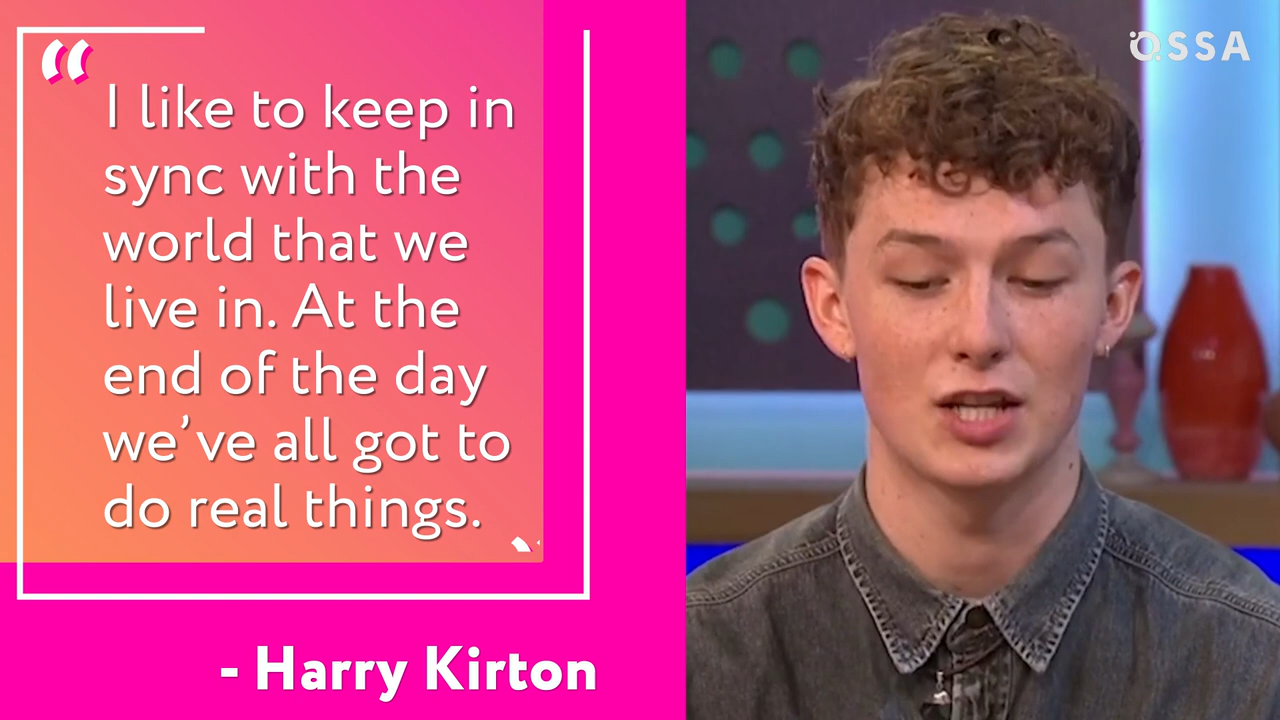 “
I like to keep in
sync with the
world that we
live in. At the
end of the day
we’ve all got to
do real things.
- Harry Kirton
OSSA